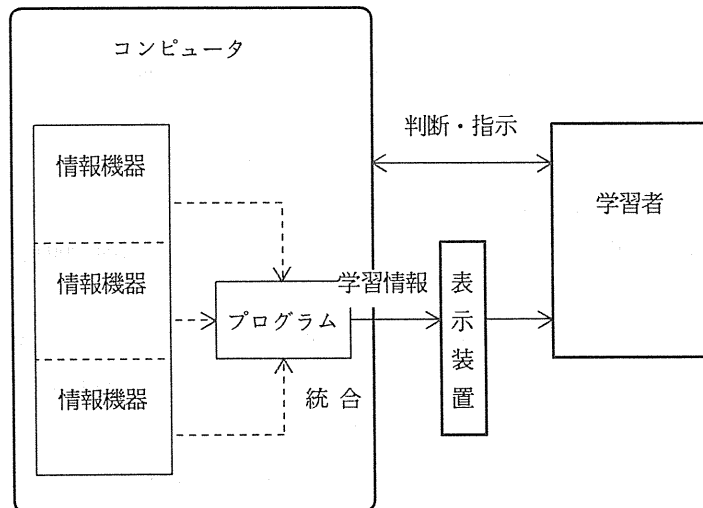 コンピュータ
情報機器
情報機器
情報機器
プログラム
統合
学習情報
判断・指示
表示装置
学習者